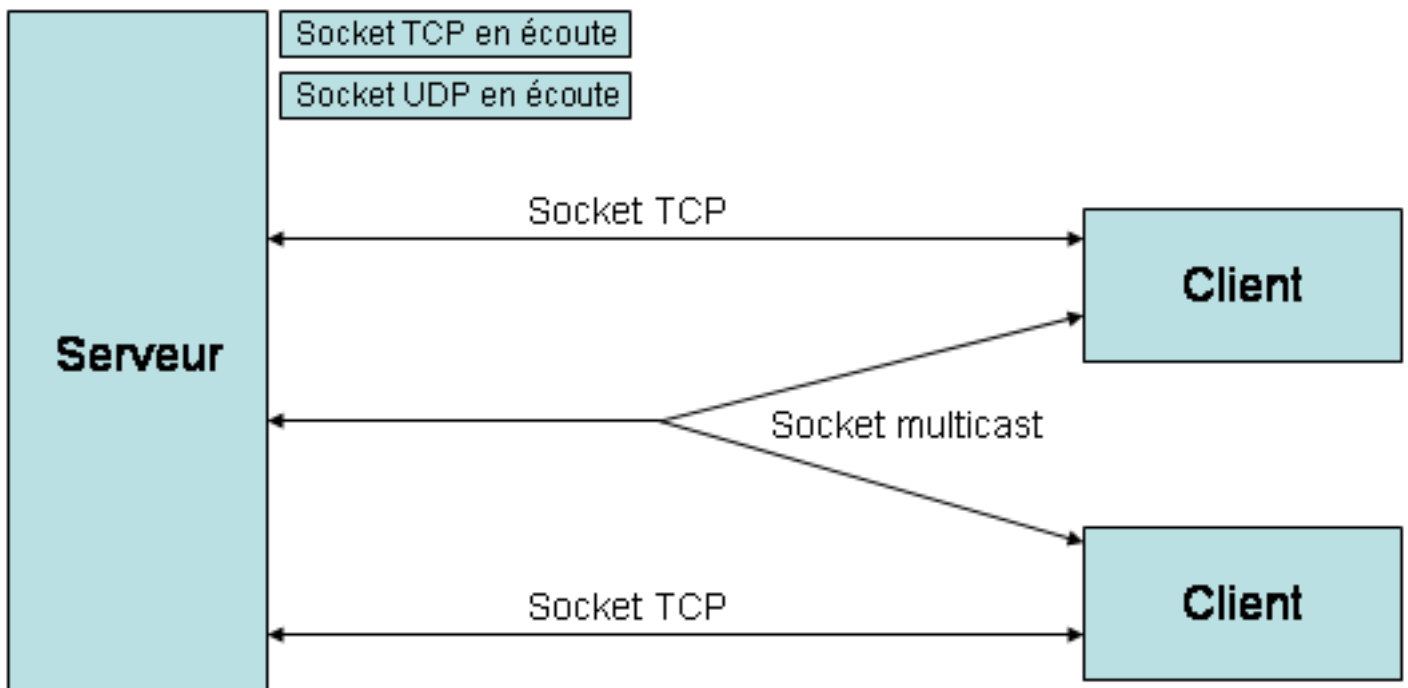 Socket TCP en écoute
Socket UDP en écoute
Socket TCP
Client
Serveur
Socket multicast
Socket TCP
Client